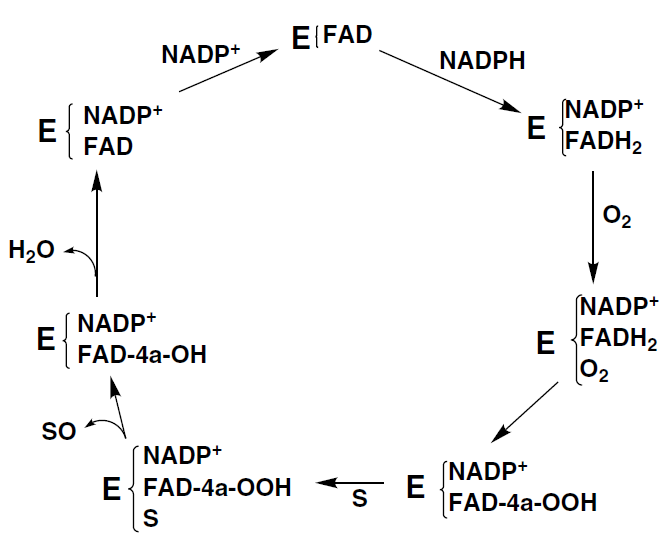 E { FAD
NADPH
E { NADP⁺
FADH₂
O₂
E { NADP⁺
FADH₂
O₂
E { NADP⁺
FAD-4a-OOH
S
E { NADP⁺
FAD-4a-OOH
S
SO
E { NADP⁺
FAD-4a-OH
H₂O
E { NADP⁺
FAD
NADP⁺